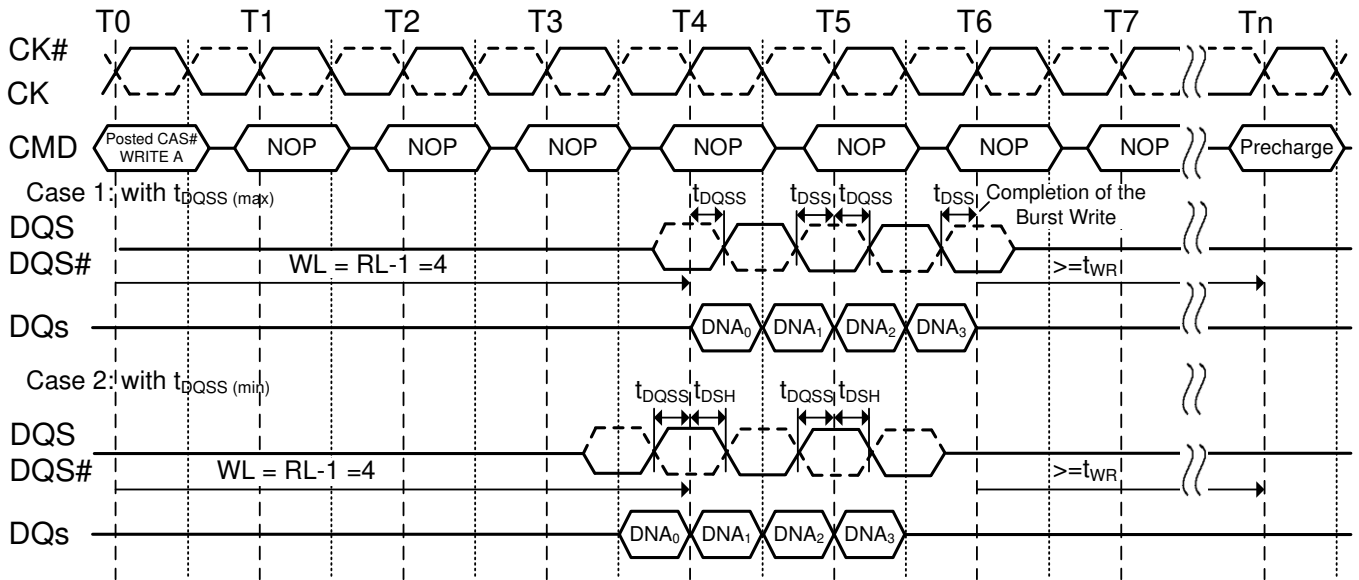 T0 T1 T2 T3 T4 T5 T6 T7 Tn
CK#
CK
CMD Posted CAS# WRITE A NOP NOP NOP NOP NOP NOP NOP Precharge
Case 1: with tDQSS (max) tDQSS tDSS tDQSS tDSS Completion of the Burst Write
DQS
DQS# WL = RL-1 =4 >=tWR
DQs DNA0 DNA1 DNA2 DNA3
Case 2: with tDQSS (min) tDQSS tDSH tDQSS tDSH
DQS
DQS# WL = RL-1 =4 >=tWR
DQs DNA0 DNA1 DNA2 DNA3